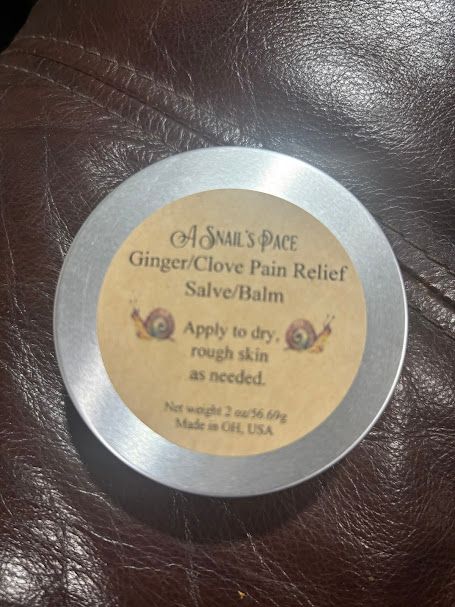 A Snail's Pace
Ginger/Clove Pain Relief
Salve/Balm
Apply to dry,
rough skin
as needed.
Net weight 2 oz/56.69g
Made in OH, USA